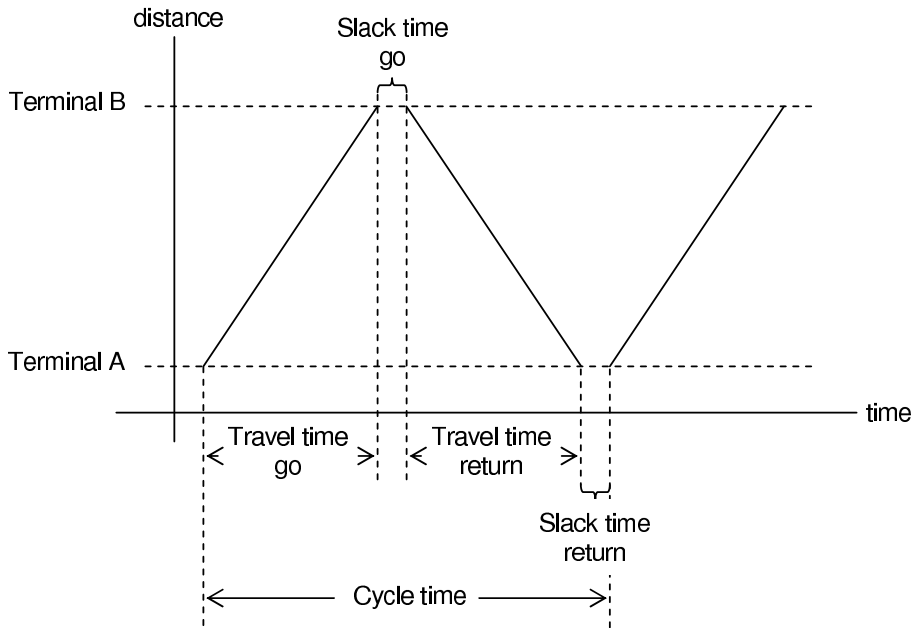 distance
Slack time
go
Terminal B
Terminal A
time
Travel time
go
Travel time
return
Slack time
return
Cycle time